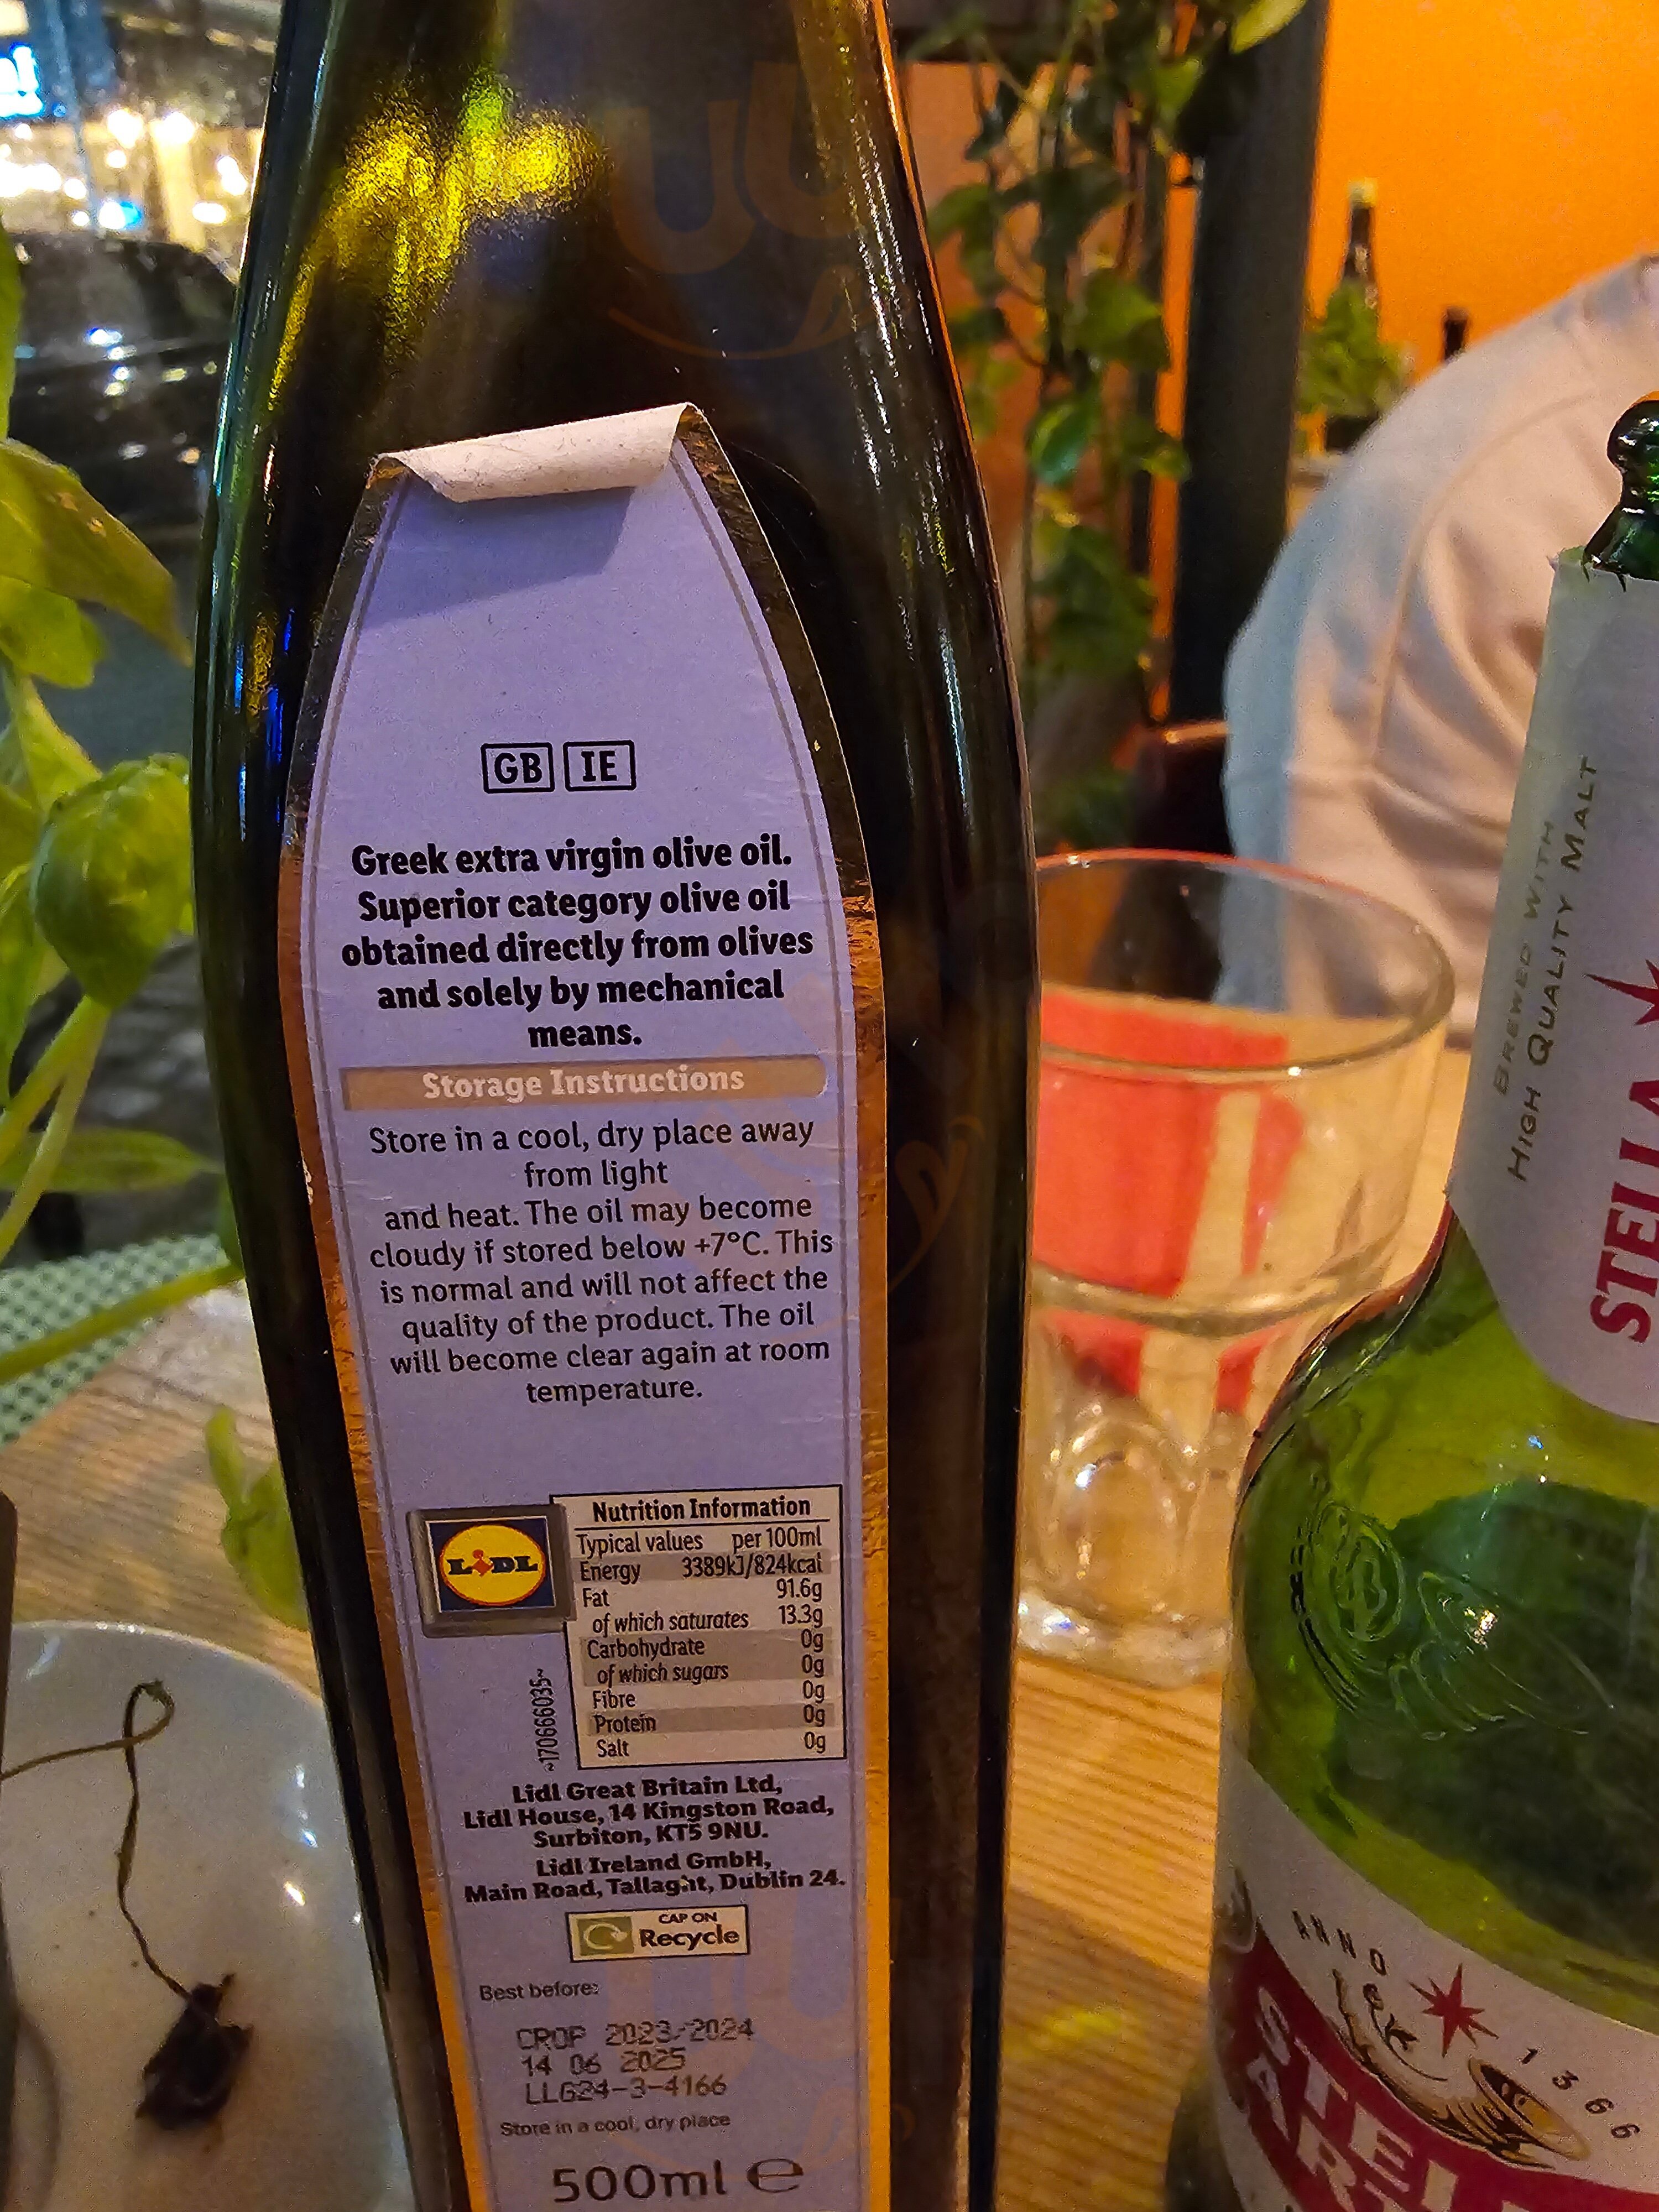 GB IE
Greek extra virgin olive oil.
Superior category olive oil
obtained directly from olives
and solely by mechanical
means.
Storage Instructions
Store in a cool, dry place away
from light
and heat. The oil may become
cloudy if stored below +7°C. This
is normal and will not affect the
quality of the product. The oil
will become clear again at room
temperature.
LIDL
Nutrition Information
Typical values per 100ml
Energy 3389kJ/824kcal
Fat 91.6g
of which saturates 13.3g
Carbohydrate 0g
of which sugars 0g
Fibre 0g
Protein 0g
Salt 0g
~170666035~
Lidl Great Britain Ltd,
Lidl House, 14 Kingston Road,
Surbiton, KT5 9NU.
Lidl Ireland GmbH,
Main Road, Tallaght, Dublin 24.
CAP ON
Recycle
Best before:
CROP 2023/2024
14 06 2025
LLG24-3-4166
Store in a cool, dry place
500ml e
BREWED WITH
HIGH QUALITY MALT
STELLA
ANNO 1366